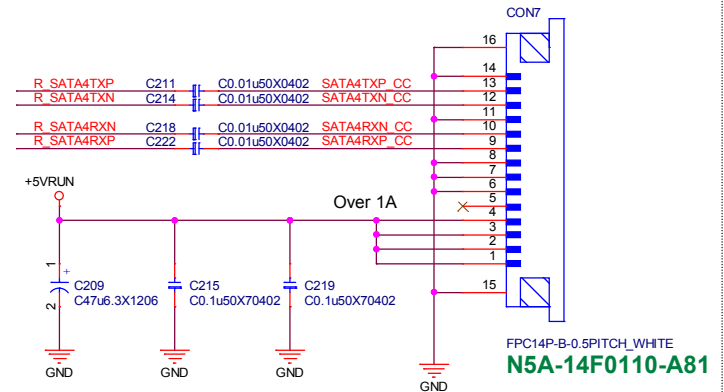 CON7
16
14
R_SATA4TXP C211 C0.01u50X0402 SATA4TXP_CC 13
R_SATA4TXN C214 C0.01u50X0402 SATA4TXN_CC 12
11
R_SATA4RXN C218 C0.01u50X0402 SATA4RXN_CC 10
R_SATA4RXP C222 C0.01u50X0402 SATA4RXP_CC 9
8
7
6
+5VRUN
Over 1A
5
4
3
2
1
15
1
+
C209
C47u6.3X1206
2
C215
C0.1u50X70402
C219
C0.1u50X70402
GND
GND
GND
GND
FPC14P-B-0.5PITCH_WHITE
N5A-14F0110-A81